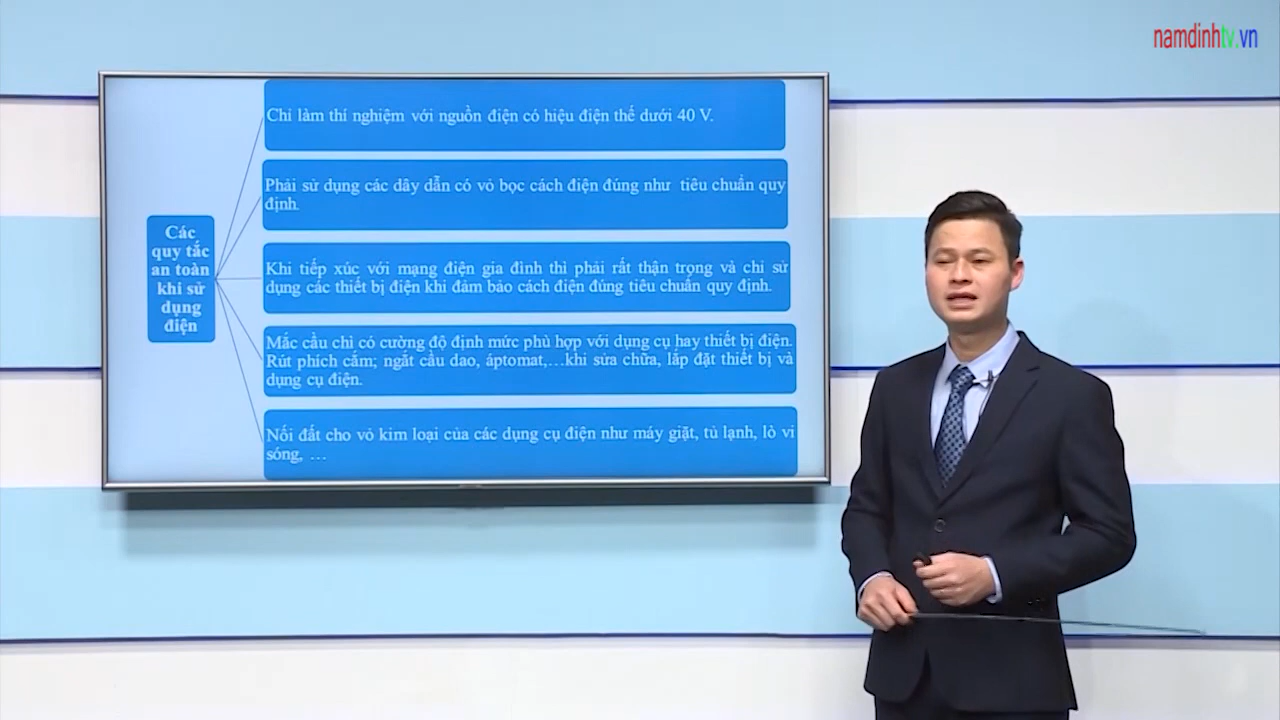 namdinhtv.vn
Các
quy tắc
an toàn
khi sử
dụng
điện
Chỉ làm thí nghiệm với nguồn điện có hiệu điện thế dưới 40 V.
Phải sử dụng các dây dẫn có vỏ bọc cách điện đúng như tiêu chuẩn quy
định.
Khi tiếp xúc với mạng điện gia đình thì phải rất thận trọng và chỉ sử
dụng các thiết bị điện khi đảm bảo cách điện đúng tiêu chuẩn quy định.
Mắc cầu chì có cường độ định mức phù hợp với dụng cụ hay thiết bị điện.
Rút phích cắm; ngắt cầu dao, áptomat,…khi sửa chữa, lắp đặt thiết bị và
dụng cụ điện.
Nối đất cho vỏ kim loại của các dụng cụ điện như máy giặt, tủ lạnh, lò vi
sóng, …